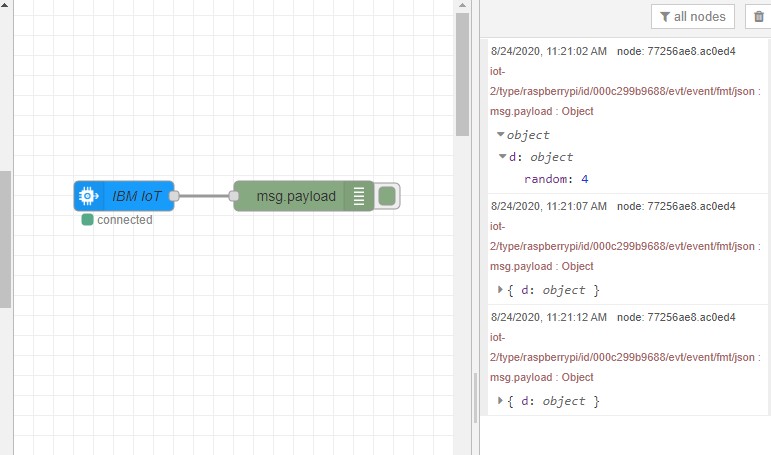 all nodes
IBM IoT
msg.payload
connected
8/24/2020, 11:21:02 AM node: 77256ae8.ac0ed4
iot-
2/type/raspberrypi/id/000c299b9688/evt/event/fmt/json :
msg.payload : Object
object
d: object
random: 4
8/24/2020, 11:21:07 AM node: 77256ae8.ac0ed4
iot-
2/type/raspberrypi/id/000c299b9688/evt/event/fmt/json :
msg.payload : Object
{ d: object }
8/24/2020, 11:21:12 AM node: 77256ae8.ac0ed4
iot-
2/type/raspberrypi/id/000c299b9688/evt/event/fmt/json :
msg.payload : Object
{ d: object }